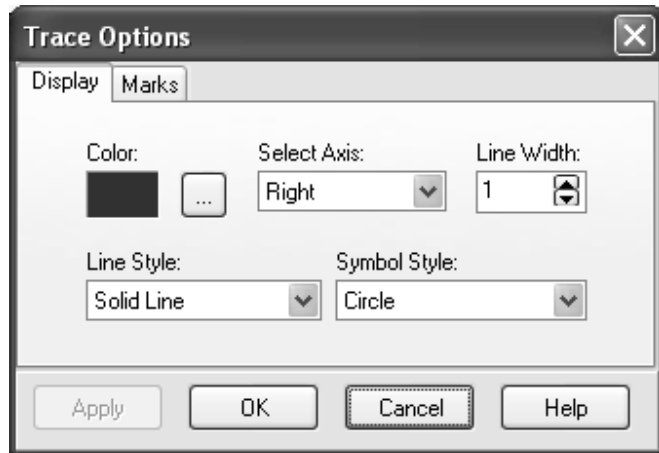 Trace Options
Display Marks
Color: Select Axis: Line Width:
... Right 1
Line Style: Symbol Style:
Solid Line Circle
Apply OK Cancel Help